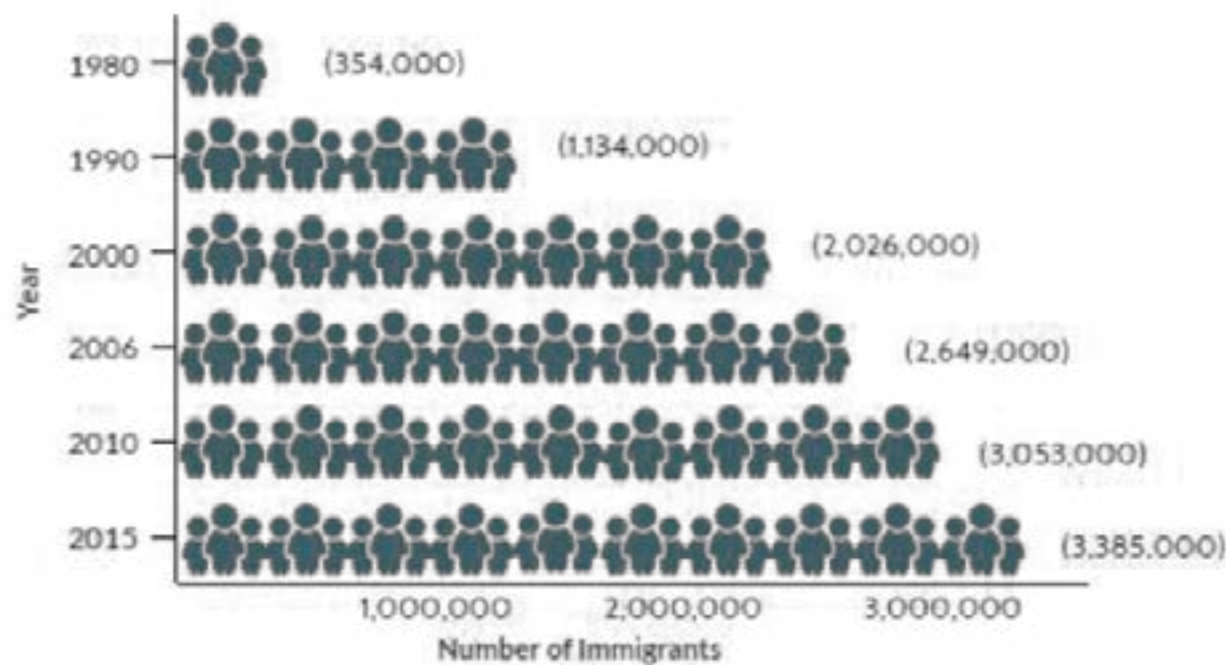 1980 (354,000)
1990 (1,134,000)
2000 (2,026,000)
2006 (2,649,000)
2010 (3,053,000)
2015 (3,385,000)
Year
1,000,000 2,000,000 3,000,000
Number of Immigrants